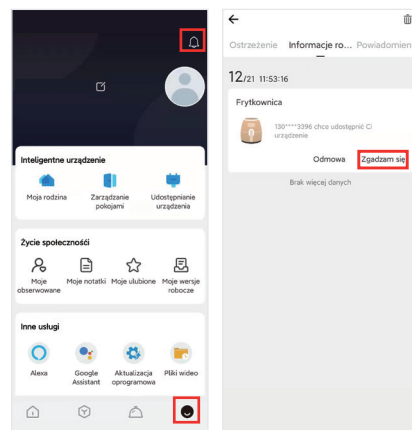 Inteligentne urządzenie
Moja rodzina
Zarządzanie
pokojami
Udostępnianie
urządzenia
Życie społecznośći
Moje
obserwowane
Moje notatki
Moje ulubione
Moje wersje
robocze
Inne usługi
Alexa
Google
Assistant
Aktualizacja
oprogramowa
Pliki wideo
Ostrzeżenie Informacje ro... Powiadomien
12/21 11:53:16
Frytkownica
130****3396 chce udostępnić Ci
urządzenie
Odmowa Zgadzam się
Brak więcej danych